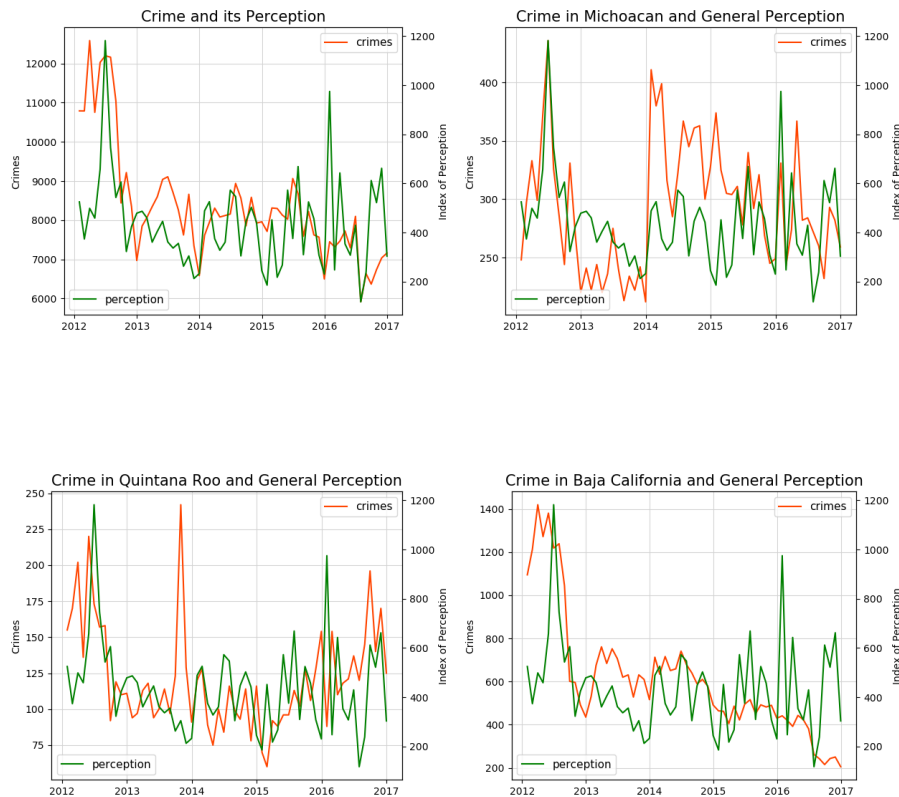 Crime and its Perception
crimes
perception
Crimes
Index of Perception
12000
11000
10000
9000
8000
7000
6000
1200
1000
800
600
400
200
2012 2013 2014 2015 2016 2017
Crime in Michoacan and General Perception
crimes
perception
Crimes
Index of Perception
400
350
300
250
1200
1000
800
600
400
200
2012 2013 2014 2015 2016 2017
Crime in Quintana Roo and General Perception
crimes
perception
Crimes
Index of Perception
250
225
200
175
150
125
100
75
1200
1000
800
600
400
200
2012 2013 2014 2015 2016 2017
Crime in Baja California and General Perception
crimes
perception
Crimes
Index of Perception
1400
1200
1000
800
600
400
200
1200
1000
800
600
400
200
2012 2013 2014 2015 2016 2017